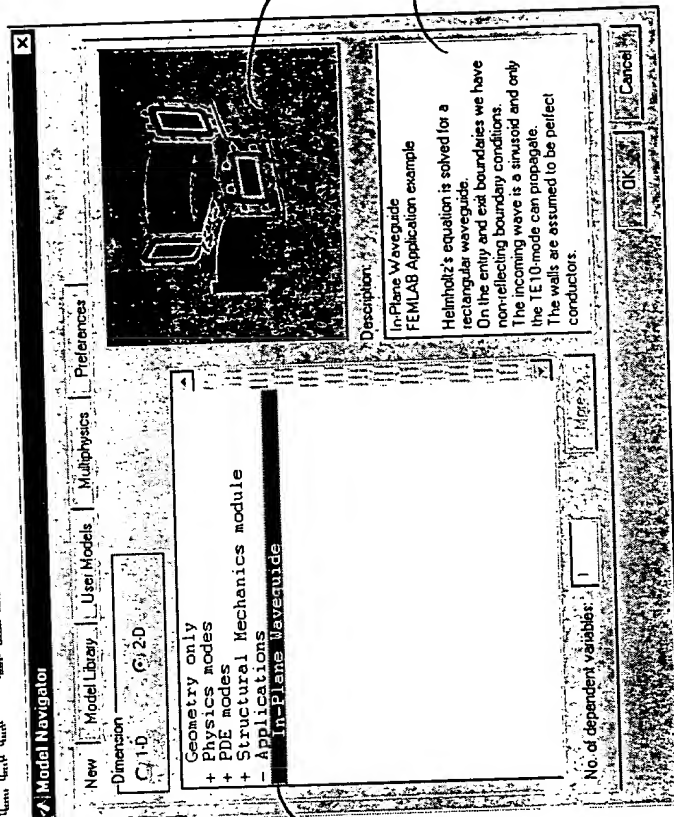 Model Navigator
New Model Library User Models Multiphysics Preferences
Dimension
1-D 2-D
Geometry only
+ Physics modes
+ PDE modes
+ Structural Mechanics module
- Applications
In-Plane Waveguide
Description:
In-Plane Waveguide
FEMLAB Application example
Helmholtz's equation is solved for a
rectangular waveguide.
On the entry and exit boundaries we have
non-reflecting boundary conditions.
The incoming wave is a sinusoid and only
the TE10-mode can propagate.
The walls are assumed to be perfect
conductors.
No. of dependent variables: 1
More >>
OK Cancel